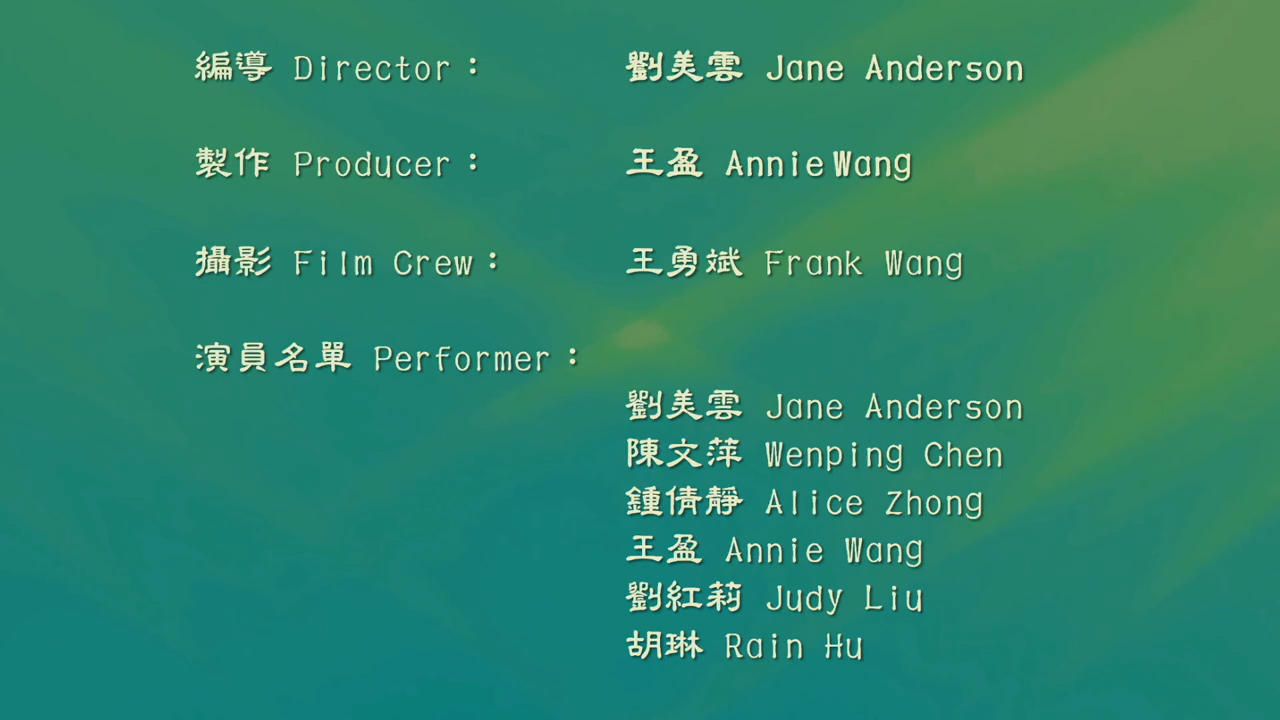 編導 Director： 劉美雲 Jane Anderson
製作 Producer： 王盈 Annie Wang
攝影 Film Crew： 王勇斌 Frank Wang
演員名單 Performer：
劉美雲 Jane Anderson
陳文萍 Wenping Chen
鍾倩靜 Alice Zhong
王盈 Annie Wang
劉紅莉 Judy Liu
胡琳 Rain Hu